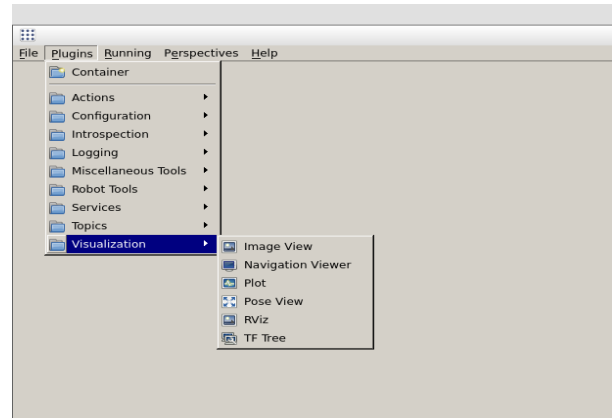 File Plugins Running Perspectives Help
Container
Actions
Configuration
Introspection
Logging
Miscellaneous Tools
Robot Tools
Services
Topics
Visualization
Image View
Navigation Viewer
Plot
Pose View
RViz
TF Tree